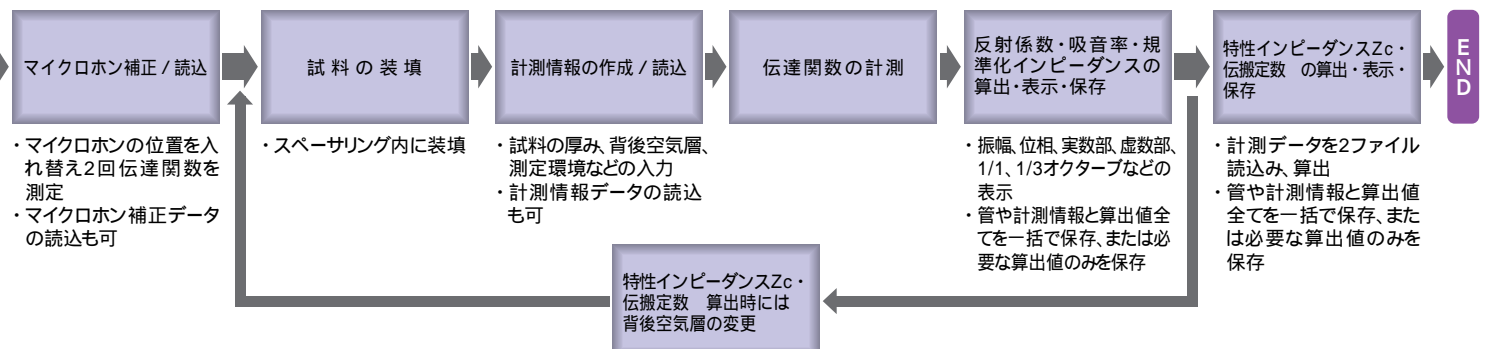 マイクロホン補正 / 読込
・マイクロホンの位置を入
れ替え2回伝達関数を
測定
・マイクロホン補正データ
の読込も可
試料の装填
・スペーサリング内に装填
計測情報の作成 / 読込
・試料の厚み、背後空気層、
測定環境などの入力
・計測情報データの読込
も可
伝達関数の計測
反射係数・吸音率・規
準化インピーダンスの
算出・表示・保存
・振幅、位相、実数部、虚数部、
1/1、1/3オクターブなどの
表示
・管や計測情報と算出値全
てを一括で保存、または必
要な算出値のみを保存
特性インピーダンスZc・
伝搬定数　の算出・表示・
保存
・計測データを2ファイル
読込み、算出
・管や計測情報と算出値
全てを一括で保存、また
は必要な算出値のみを
保存
END
特性インピーダンスZc・
伝搬定数　算出時には
背後空気層の変更